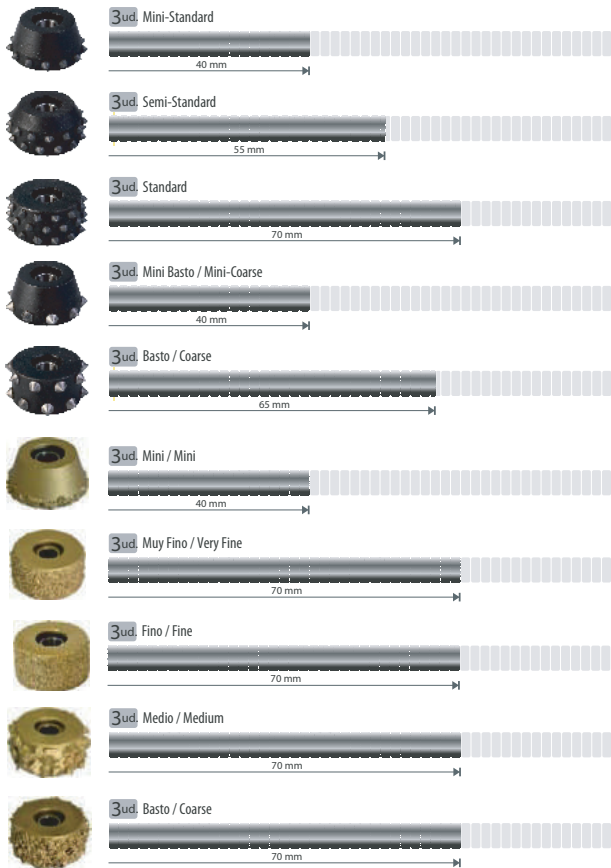 3ud. Mini-Standard
40 mm
3ud. Semi-Standard
55 mm
3ud. Standard
70 mm
3ud. Mini Basto / Mini-Coarse
40 mm
3ud. Basto / Coarse
65 mm
3ud. Mini / Mini
40 mm
3ud. Muy Fino / Very Fine
70 mm
3ud. Fino / Fine
70 mm
3ud. Medio / Medium
70 mm
3ud. Basto / Coarse
70 mm